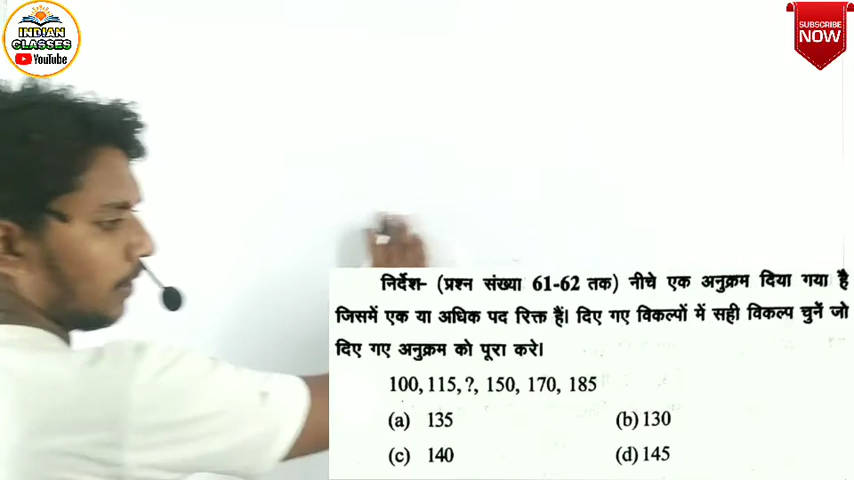 INDIAN
CLASSES
YouTube
SUBSCRIBE
NOW
निर्देश- (प्रश्न संख्या 61-62 तक) नीचे एक अनुक्रम दिया गया है
जिसमें एक या अधिक पद रिक्त हैं। दिए गए विकल्पों में सही विकल्प चुनें जो
दिए गए अनुक्रम को पूरा करे।
100, 115, ?, 150, 170, 185
(a) 135 (b) 130
(c) 140 (d) 145